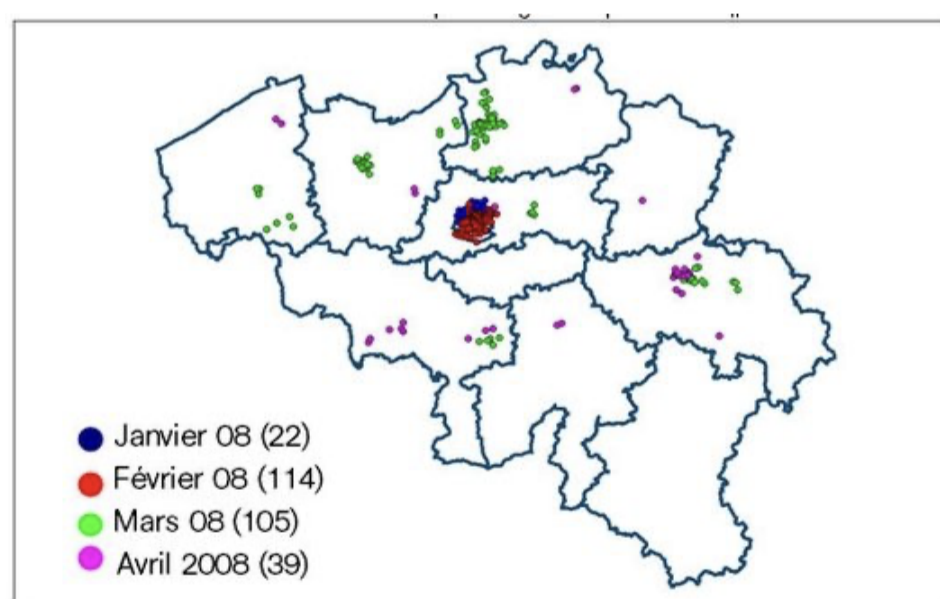 Janvier 08 (22)
Février 08 (114)
Mars 08 (105)
Avril 2008 (39)